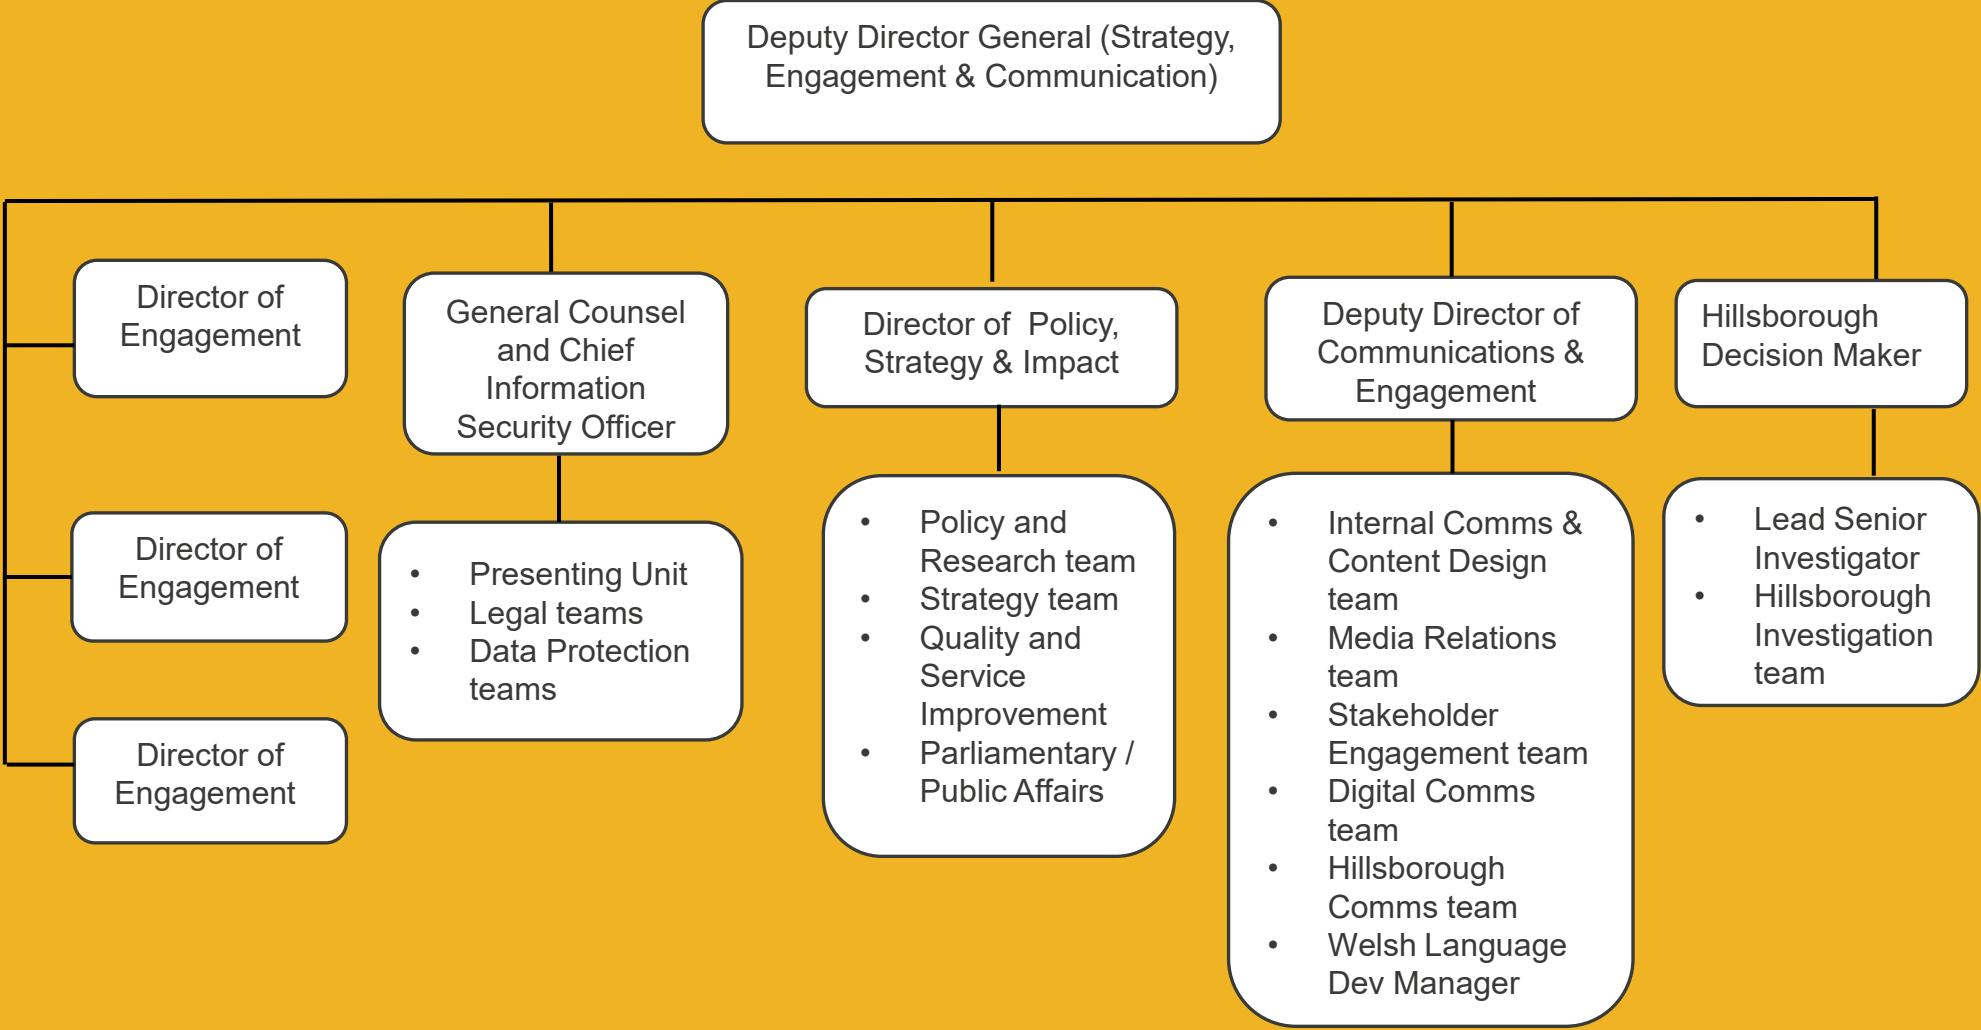 Deputy Director General (Strategy,
Engagement & Communication)
Director of
Engagement
Director of
Engagement
Director of
Engagement
General Counsel
and Chief
Information
Security Officer
• Presenting Unit
• Legal teams
• Data Protection
teams
Director of  Policy,
Strategy & Impact
• Policy and
Research team
• Strategy team
• Quality and
Service
Improvement
• Parliamentary /
Public Affairs
Deputy Director of
Communications &
Engagement
• Internal Comms &
Content Design
team
• Media Relations
team
• Stakeholder
Engagement team
• Digital Comms
team
• Hillsborough
Comms team
• Welsh Language
Dev Manager
Hillsborough
Decision Maker
• Lead Senior
Investigator
• Hillsborough
Investigation
team